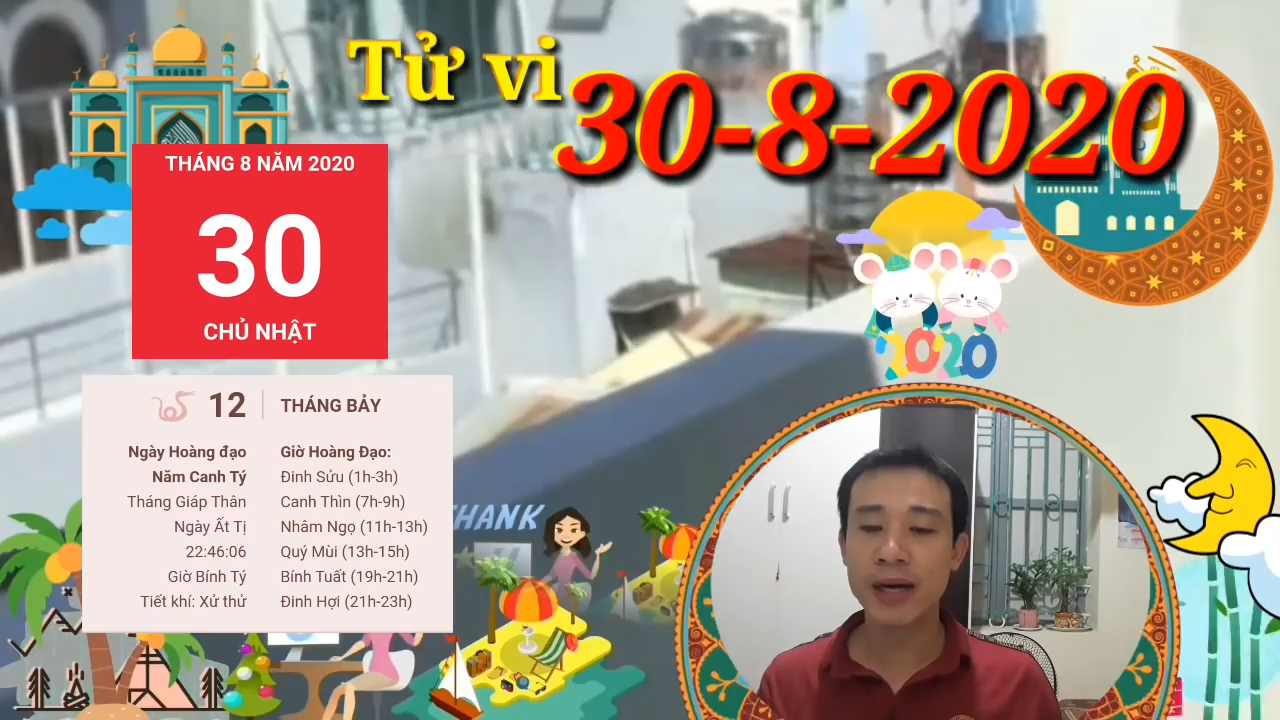 Tử vi
30-8-2020
THÁNG 8 NĂM 2020
30
CHỦ NHẬT
12 THÁNG BẢY
Ngày Hoàng đạo
Năm Canh Tý
Tháng Giáp Thân
Ngày Ất Tị
22:46:06
Giờ Bính Tý
Tiết khí: Xứ thử
Giờ Hoàng Đạo:
Đinh Sửu (1h-3h)
Canh Thìn (7h-9h)
Nhâm Ngọ (11h-13h)
Quý Mùi (13h-15h)
Bính Tuất (19h-21h)
Đinh Hợi (21h-23h)
2020
HANK